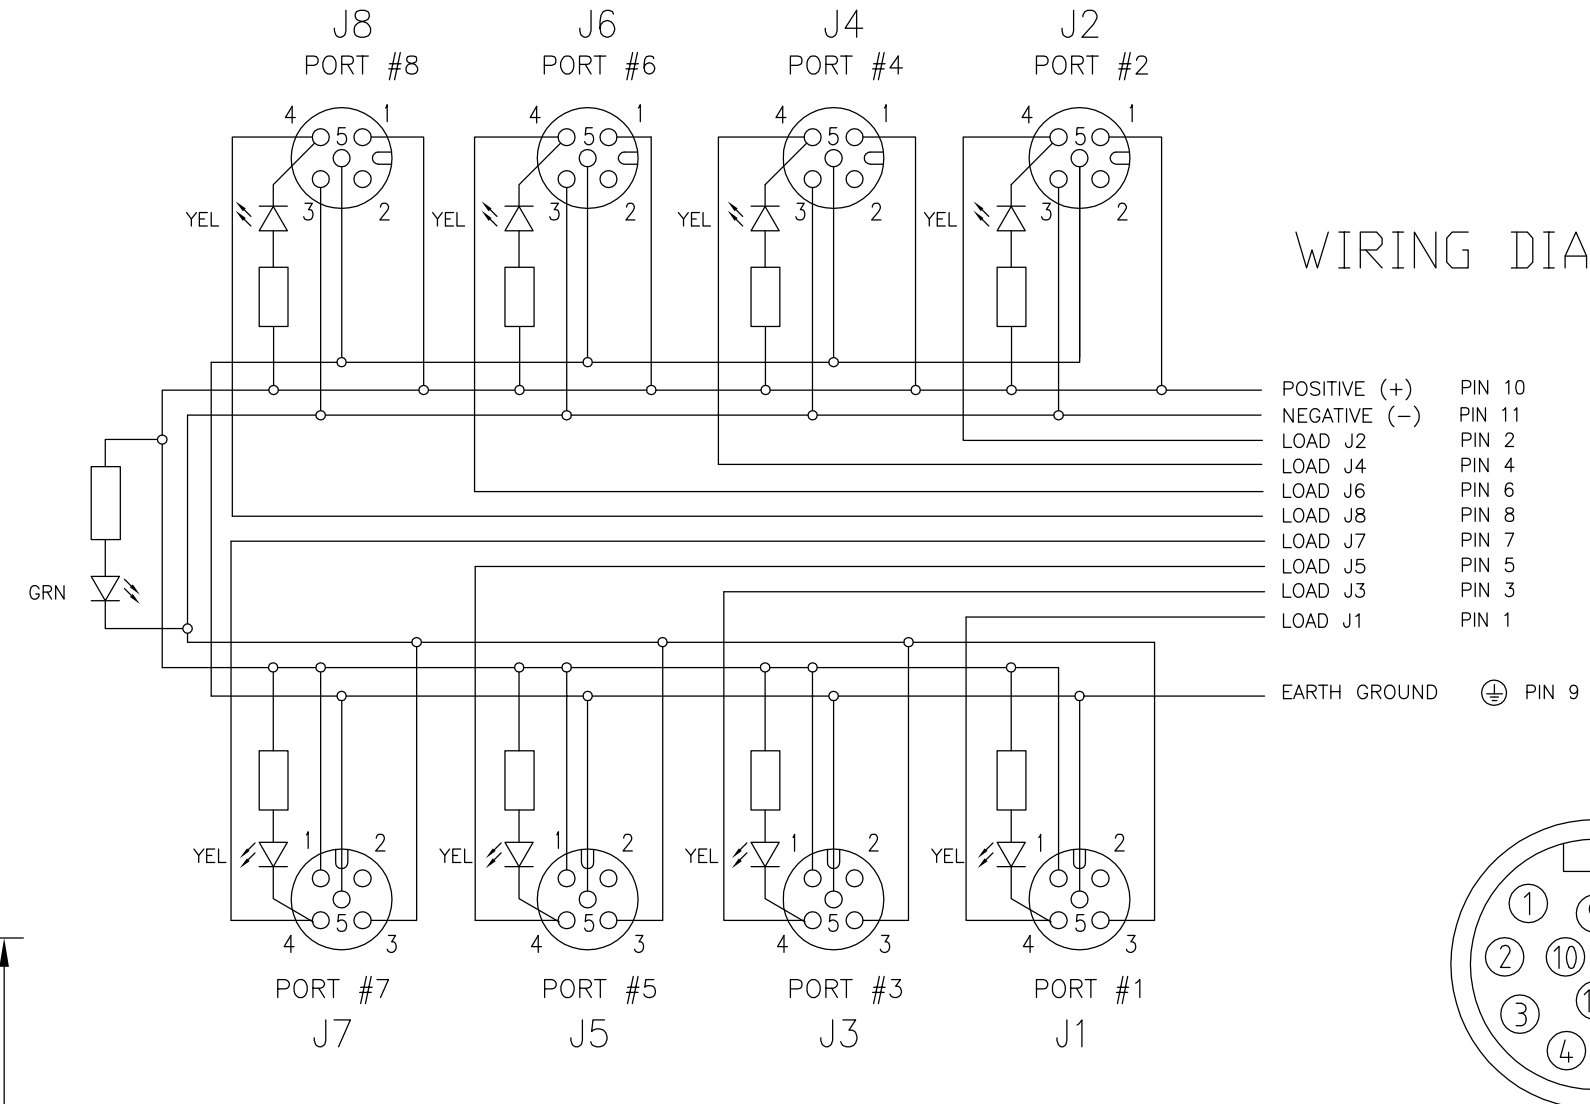 J8 J6 J4 J2
PORT #8 PORT #6 PORT #4 PORT #2
4 1 4 1 4 1 4 1
5 5 5 5
YEL 3 2 YEL 3 2 YEL 3 2 YEL 3 2
WIRING DIA
POSITIVE (+) PIN 10
NEGATIVE (-) PIN 11
LOAD J2 PIN 2
LOAD J4 PIN 4
LOAD J6 PIN 6
LOAD J8 PIN 8
LOAD J7 PIN 7
LOAD J5 PIN 5
GRN
LOAD J3 PIN 3
LOAD J1 PIN 1
EARTH GROUND PIN 9
YEL 1 2 YEL 1 2 YEL 1 2 YEL 1 2
5 5 5 5
4 3 4 3 4 3 4 3
PORT #7 PORT #5 PORT #3 PORT #1
J7 J5 J3 J1
1
2 10
3
4